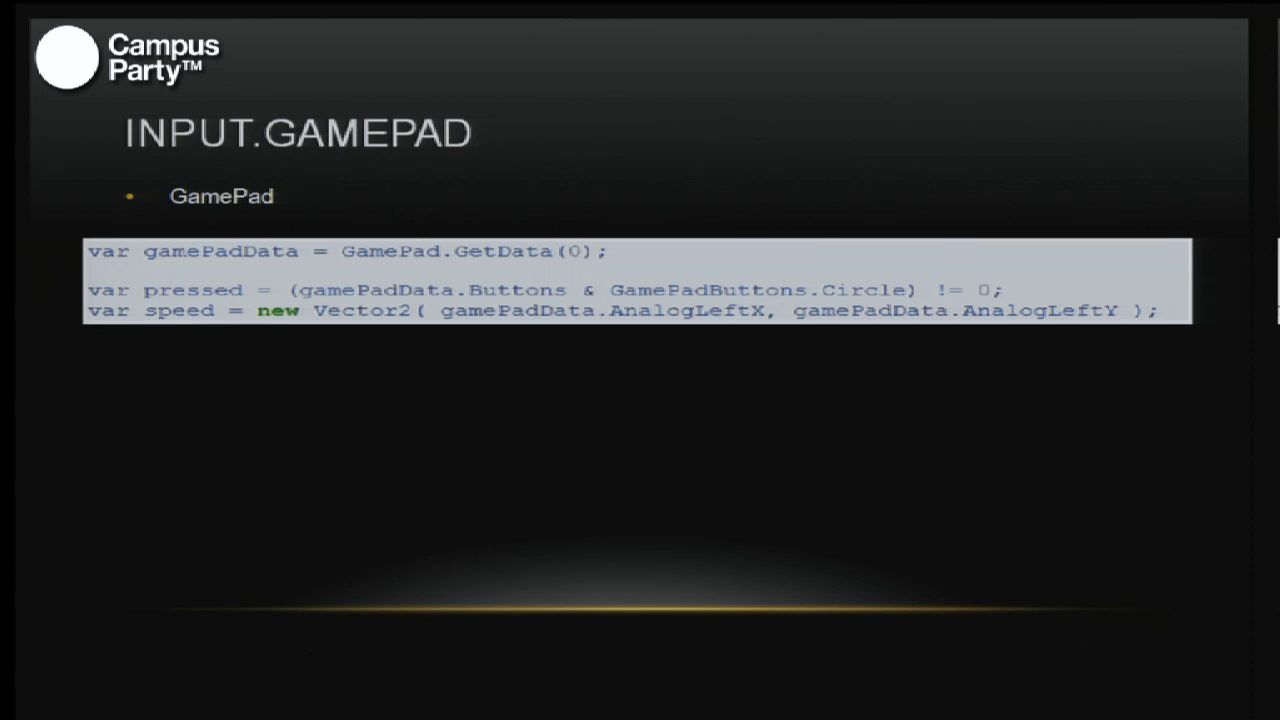 Campus
Party™
INPUT.GAMEPAD
• GamePad
var gamePadData = GamePad.GetData(0);
var pressed = (gamePadData.Buttons & GamePadButtons.Circle) != 0;
var speed = new Vector2( gamePadData.AnalogLeftX, gamePadData.AnalogLeftY );